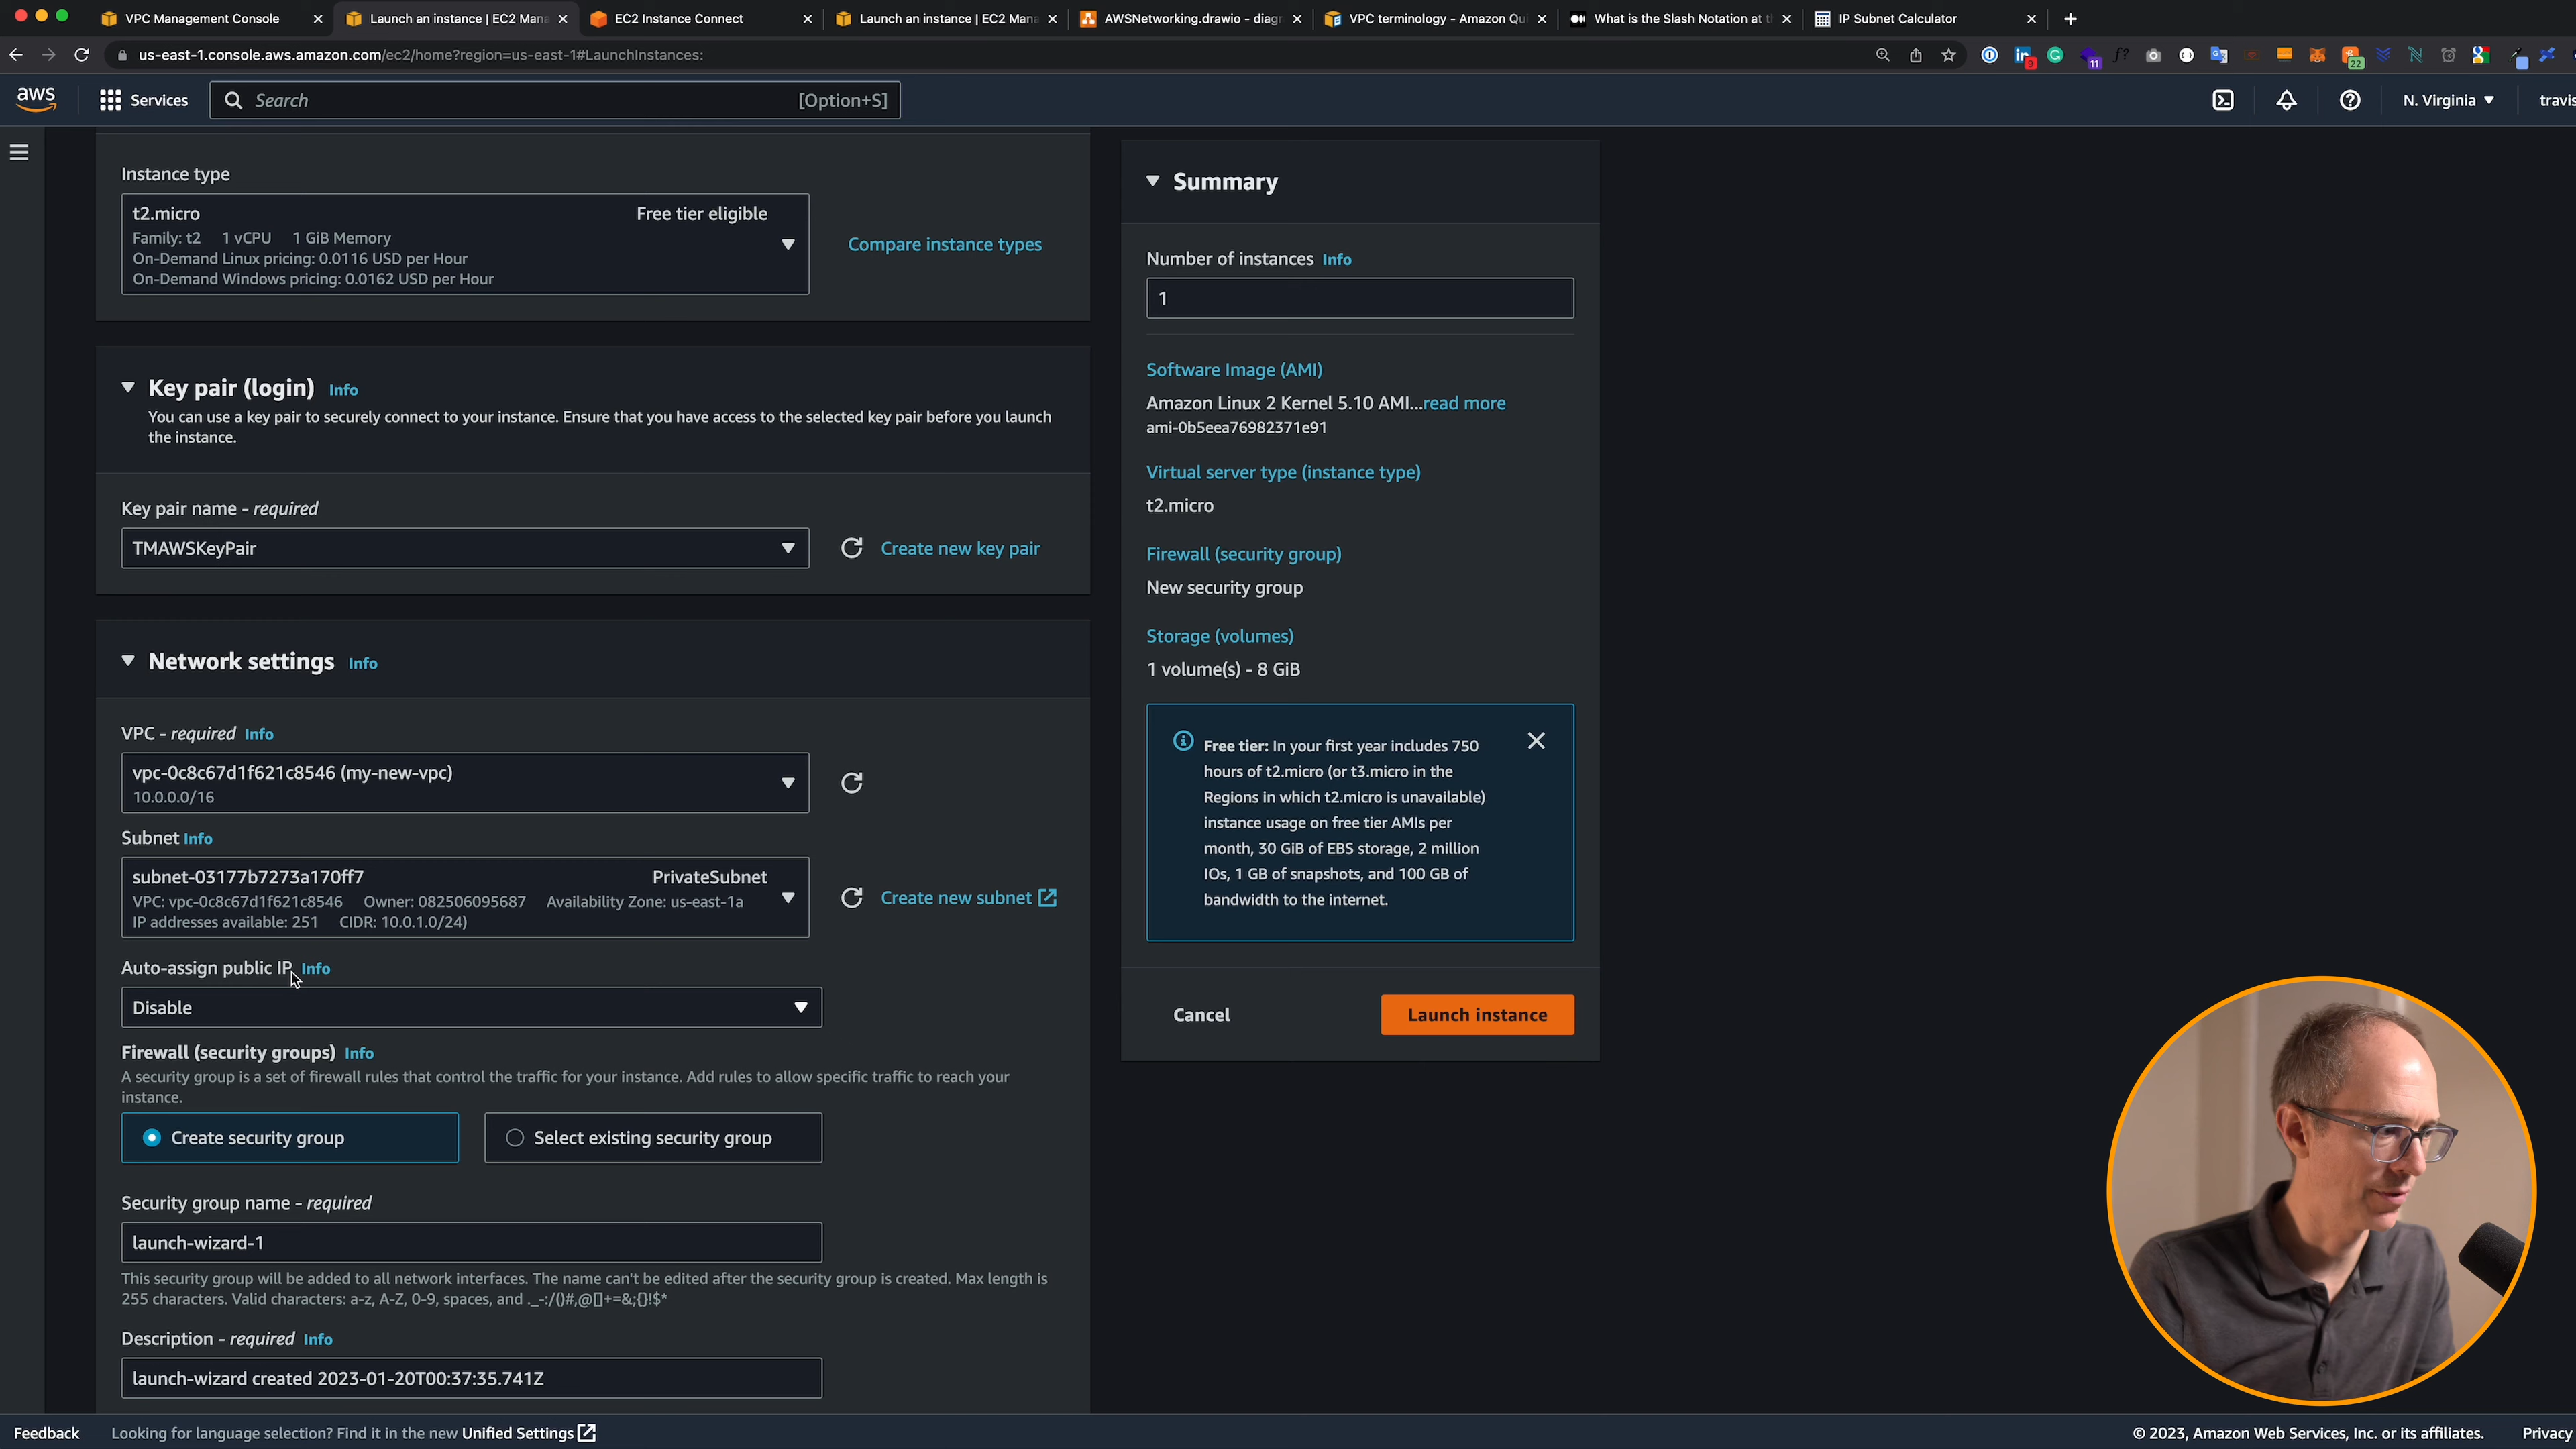 VPC Management Console
Launch an instance | EC2 Mana
EC2 Instance Connect
Launch an instance | EC2 Mana
AWSNetworking.drawio - diag
VPC terminology - Amazon Qui
What is the Slash Notation at t
IP Subnet Calculator
us-east-1.console.aws.amazon.com/ec2/home?region=us-east-1#LaunchInstances:
aws
Services
Search
[Option+S]
N. Virginia
travis
Instance type
t2.micro
Free tier eligible
Family: t2 1 vCPU 1 GiB Memory
On-Demand Linux pricing: 0.0116 USD per Hour
On-Demand Windows pricing: 0.0162 USD per Hour
Compare instance types
Key pair (login) Info
You can use a key pair to securely connect to your instance. Ensure that you have access to the selected key pair before you launch
the instance.
Key pair name - required
TMAWSKeyPair
Create new key pair
Network settings Info
VPC - required Info
vpc-0c8c67d1f621c8546 (my-new-vpc)
10.0.0.0/16
Subnet Info
subnet-03177b7273a170ff7
PrivateSubnet
VPC: vpc-0c8c67d1f621c8546 Owner: 082506095687 Availability Zone: us-east-1a
IP addresses available: 251 CIDR: 10.0.1.0/24)
Create new subnet
Auto-assign public IP Info
Disable
Firewall (security groups) Info
A security group is a set of firewall rules that control the traffic for your instance. Add rules to allow specific traffic to reach your
instance.
Create security group
Select existing security group
Security group name - required
launch-wizard-1
This security group will be added to all network interfaces. The name can't be edited after the security group is created. Max length is
255 characters. Valid characters: a-z, A-Z, 0-9, spaces, and ._-:/()#,@[]+=&;{}!$*
Description - required Info
launch-wizard created 2023-01-20T00:37:35.741Z
Summary
Number of instances Info
1
Software Image (AMI)
Amazon Linux 2 Kernel 5.10 AMI...read more
ami-0b5eea76982371e91
Virtual server type (instance type)
t2.micro
Firewall (security group)
New security group
Storage (volumes)
1 volume(s) - 8 GiB
Free tier: In your first year includes 750
hours of t2.micro (or t3.micro in the
Regions in which t2.micro is unavailable)
instance usage on free tier AMIs per
month, 30 GiB of EBS storage, 2 million
IOs, 1 GB of snapshots, and 100 GB of
bandwidth to the internet.
Cancel
Launch instance
Feedback
Looking for language selection? Find it in the new Unified Settings
© 2023, Amazon Web Services, Inc. or its affiliates.
Privacy